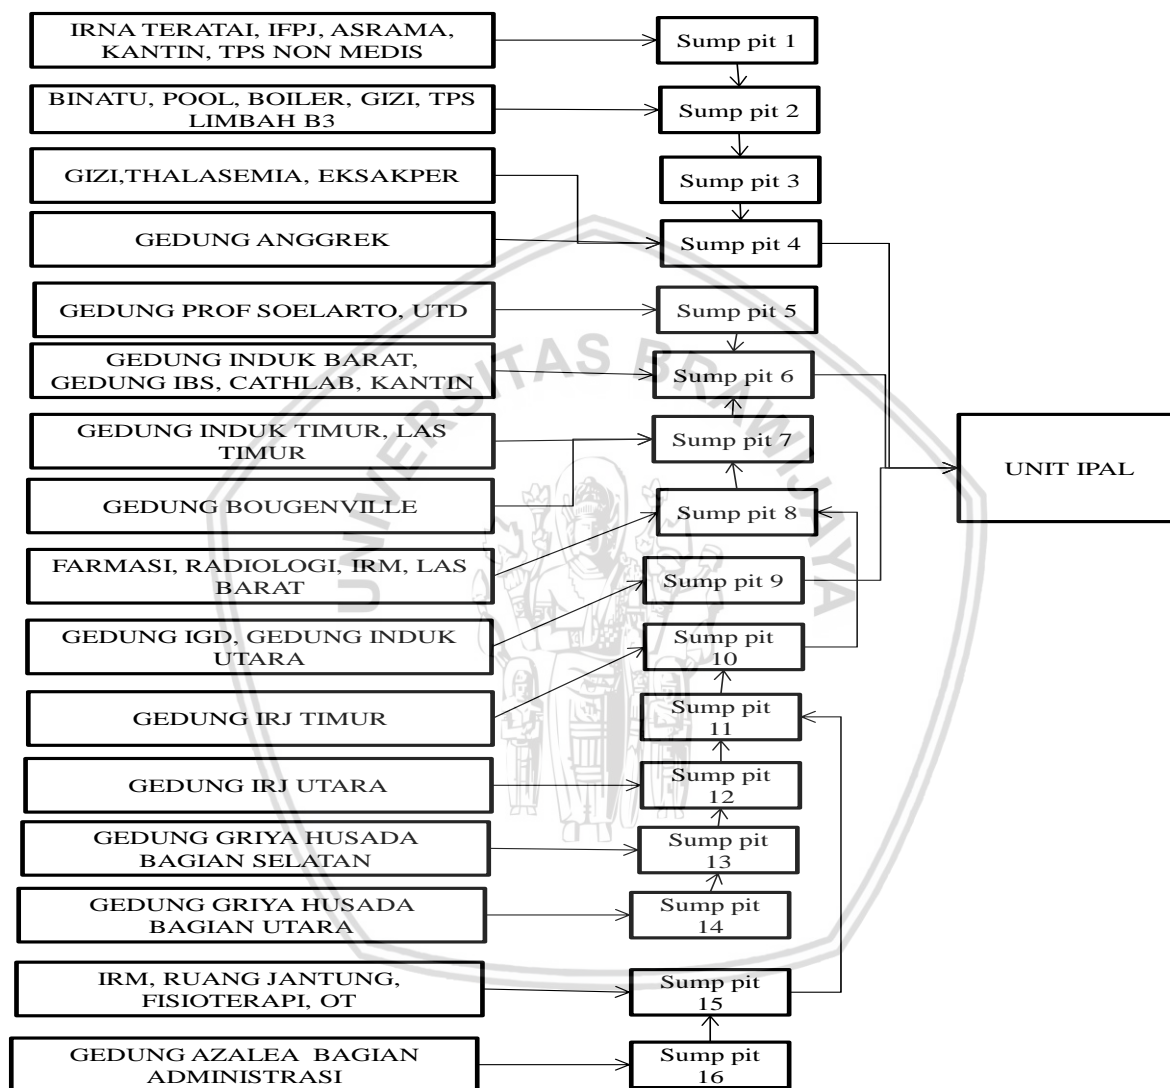 IRNA TERATAI, IFPJ, ASRAMA,
KANTIN, TPS NON MEDIS
Sump pit 1
BINATU, POOL, BOILER, GIZI, TPS
LIMBAH B3
Sump pit 2
GIZI,THALASEMIA, EKSAKPER
Sump pit 3
GEDUNG ANGGREK
Sump pit 4
GEDUNG PROF SOELARTO, UTD
Sump pit 5
GEDUNG INDUK BARAT,
GEDUNG IBS, CATHLAB, KANTIN
Sump pit 6
GEDUNG INDUK TIMUR, LAS
TIMUR
Sump pit 7
UNIT IPAL
GEDUNG BOUGENVILLE
Sump pit 8
FARMASI, RADIOLOGI, IRM, LAS
BARAT
Sump pit 9
GEDUNG IGD, GEDUNG INDUK
UTARA
Sump pit
10
GEDUNG IRJ TIMUR
Sump pit
11
GEDUNG IRJ UTARA
Sump pit
12
GEDUNG GRIYA HUSADA
BAGIAN SELATAN
Sump pit
13
GEDUNG GRIYA HUSADA
BAGIAN UTARA
Sump pit
14
IRM, RUANG JANTUNG,
FISIOTERAPI, OT
Sump pit
15
GEDUNG AZALEA BAGIAN
ADMINISTRASI
Sump pit
16
UNIVERSITAS BRAWIJAYA